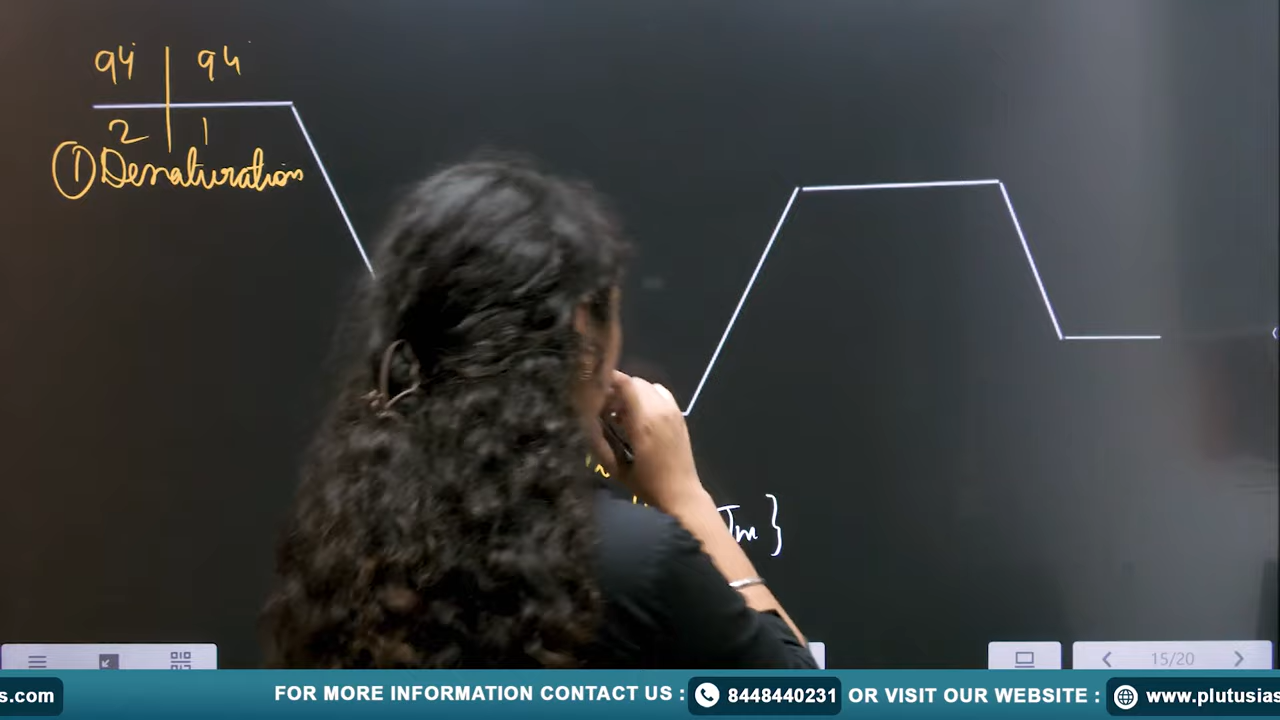 94 94
2 1
① Denaturation
Tm }
15/20
s.com
FOR MORE INFORMATION CONTACT US : 8448440231 OR VISIT OUR WEBSITE : www.plutusias